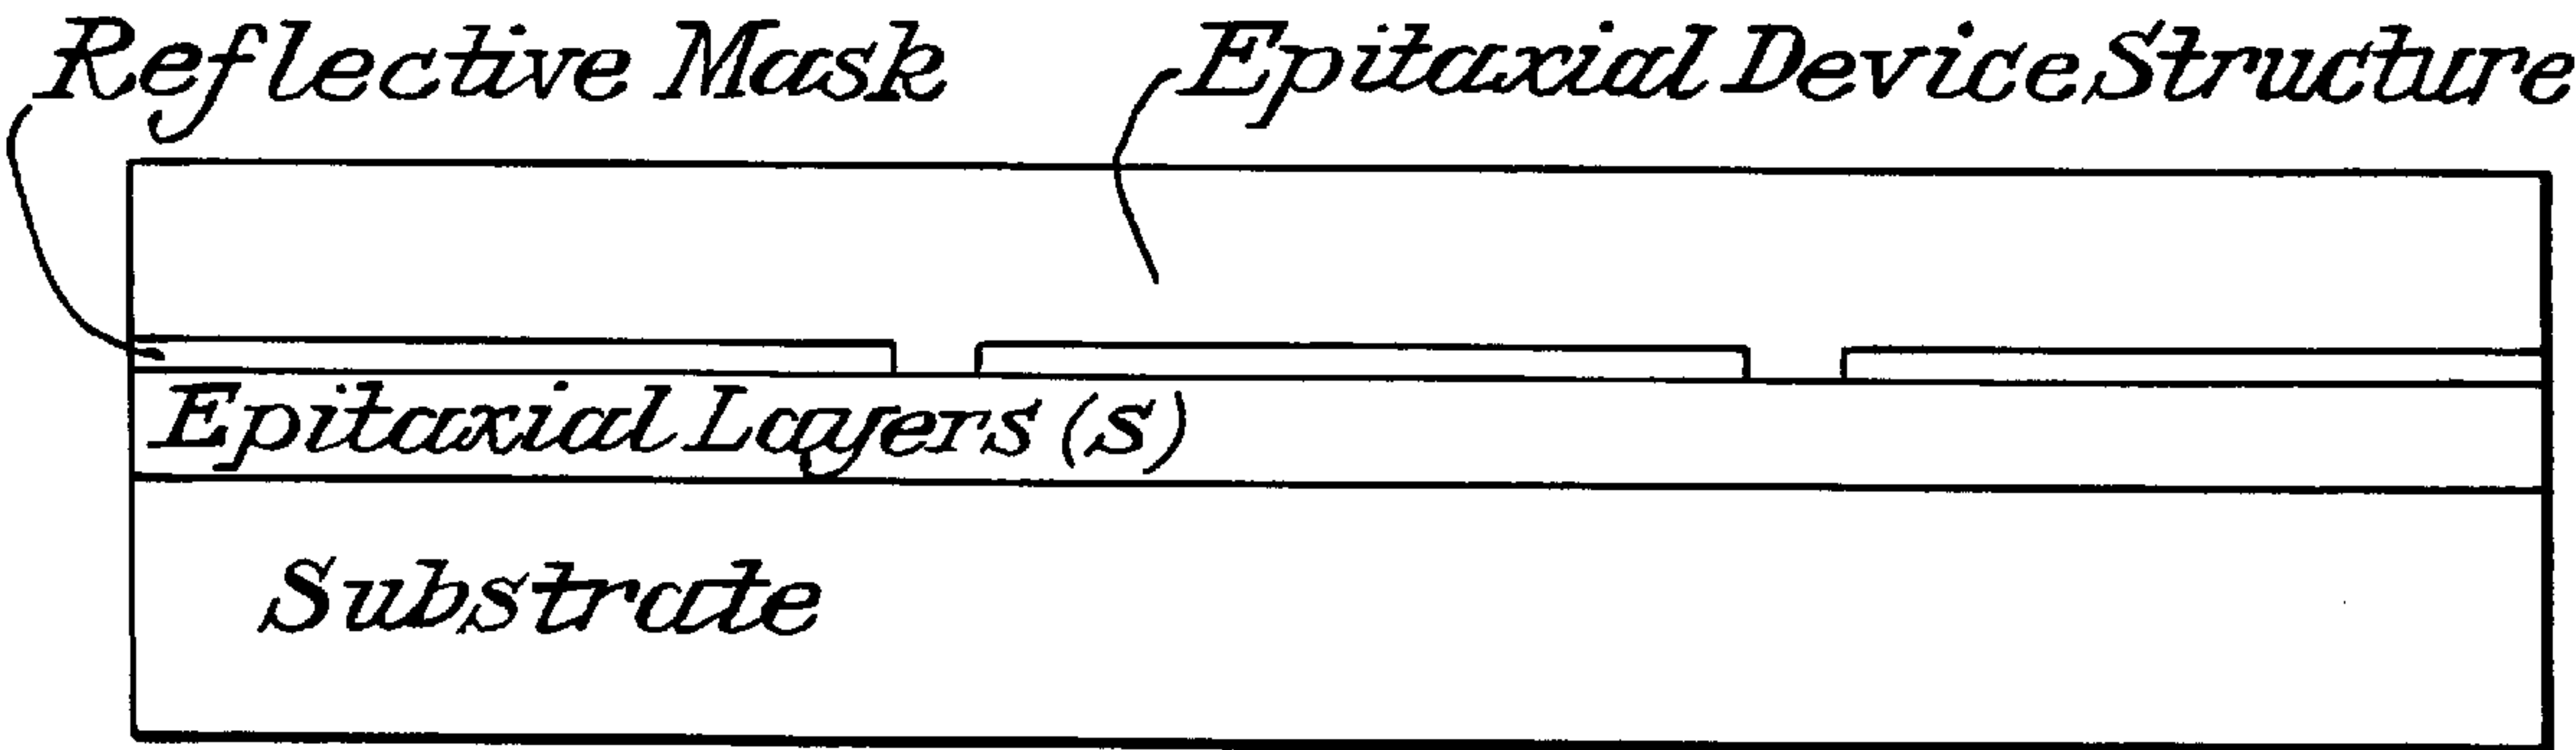 Reflective Mask
Epitaxial Device Structure
Epitaxial Layers (s)
Substrate